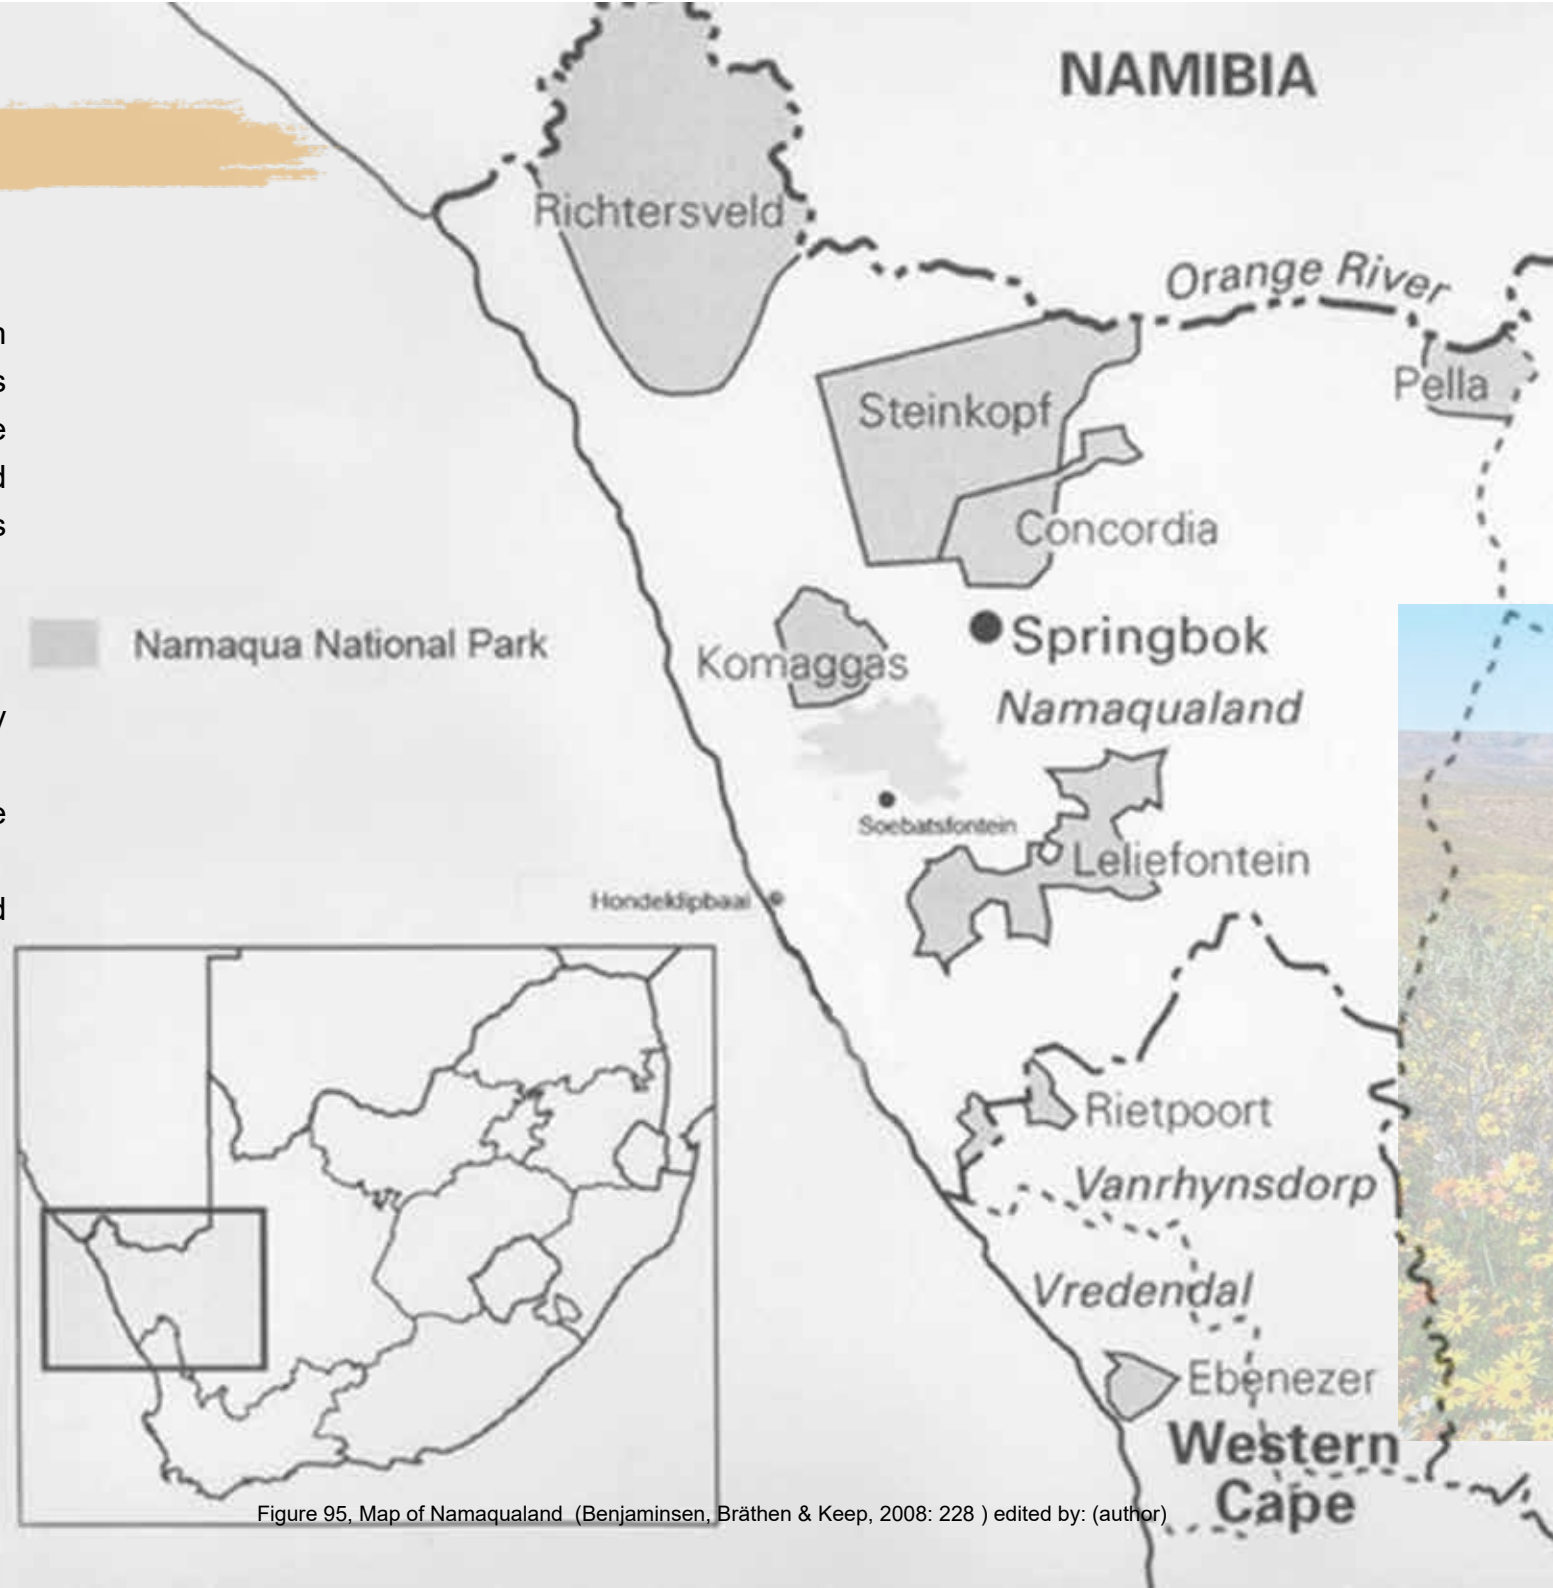 NAMIBIA
Richtersveld
Orange River
Pella
Steinkopf
Concordia
Springbok
Namaqua National Park
Komaggas
Namaqualand
Soebatsfontein
Leliefontein
Hondeklipbaai
Rietpoort
Vanrhynsdorp
Vredendal
Ebenezer
Western
Cape
Figure 95, Map of Namaqualand (Benjaminsen, Bräthen & Keep, 2008: 228 ) edited by: (author)